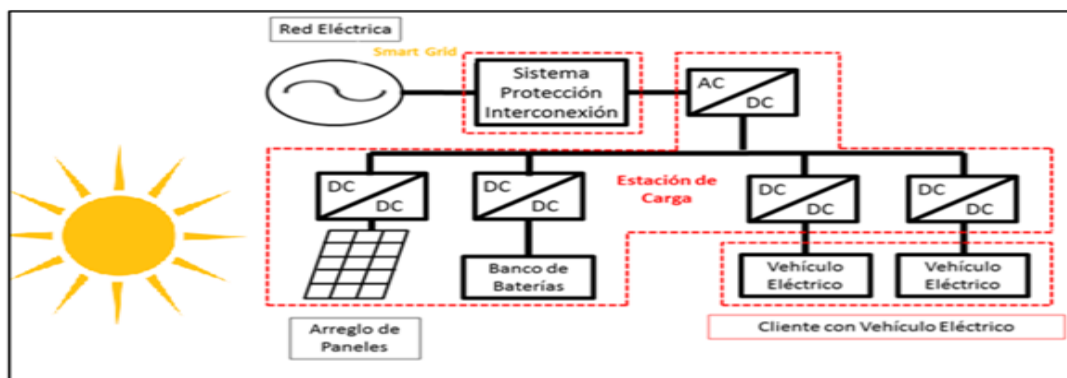 Red Eléctrica
Smart Grid
Sistema
Protección
Interconexión
AC
DC
DC
DC
DC
DC
Estación de
Carga
DC
DC
DC
DC
Banco de
Baterías
Vehículo
Eléctrico
Vehículo
Eléctrico
Arreglo de
Paneles
Cliente con Vehículo Eléctrico